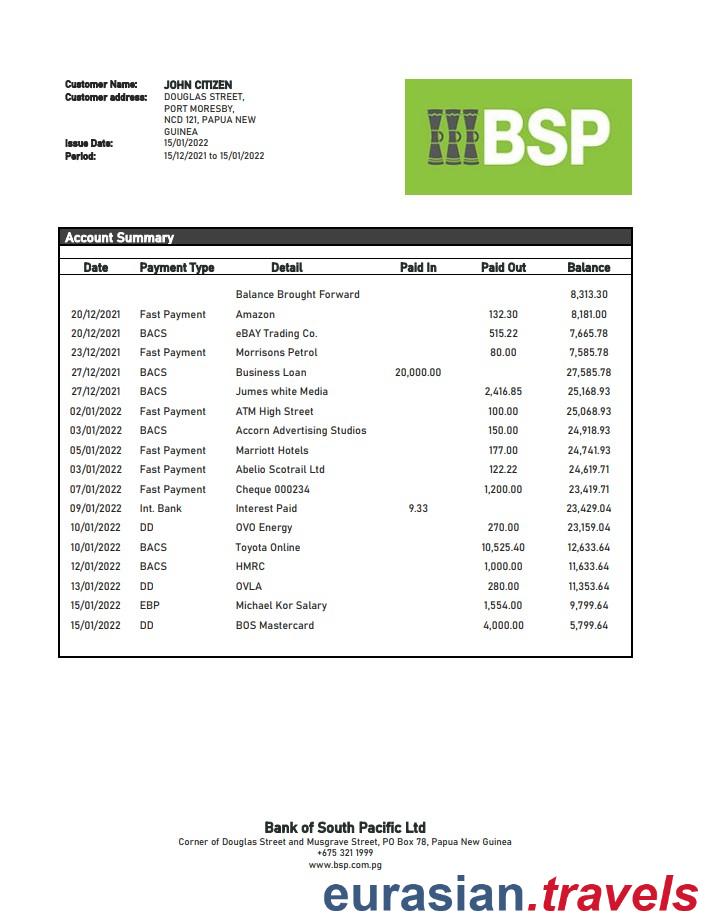 Customer Name: JOHN CITIZEN
Customer address: DOUGLAS STREET,
PORT MORESBY,
NCD 121, PAPUA NEW
GUINEA
Issue Date: 15/01/2022
Period: 15/12/2021 to 15/01/2022
BSP
Account Summary
Date Payment Type Detail Paid In Paid Out Balance
Balance Brought Forward 8,313.30
20/12/2021 Fast Payment Amazon 132.30 8,181.00
20/12/2021 BACS eBAY Trading Co. 515.22 7,665.78
23/12/2021 Fast Payment Morrisons Petrol 80.00 7,585.78
27/12/2021 BACS Business Loan 20,000.00 27,585.78
27/12/2021 BACS Jumes white Media 2,416.85 25,168.93
02/01/2022 Fast Payment ATM High Street 100.00 25,068.93
03/01/2022 BACS Accorn Advertising Studios 150.00 24,918.93
05/01/2022 Fast Payment Marriott Hotels 177.00 24,741.93
03/01/2022 Fast Payment Abelio Scotrail Ltd 122.22 24,619.71
07/01/2022 Fast Payment Cheque 000234 1,200.00 23,419.71
09/01/2022 Int. Bank Interest Paid 9.33 23,429.04
10/01/2022 DD OVO Energy 270.00 23,159.04
10/01/2022 BACS Toyota Online 10,525.40 12,633.64
12/01/2022 BACS HMRC 1,000.00 11,633.64
13/01/2022 DD OVLA 280.00 11,353.64
15/01/2022 EBP Michael Kor Salary 1,554.00 9,799.64
15/01/2022 DD BOS Mastercard 4,000.00 5,799.64
Bank of South Pacific Ltd
Corner of Douglas Street and Musgrave Street, PO Box 78, Papua New Guinea
+675 321 1999
www.bsp.com.pg
eurasian.travels